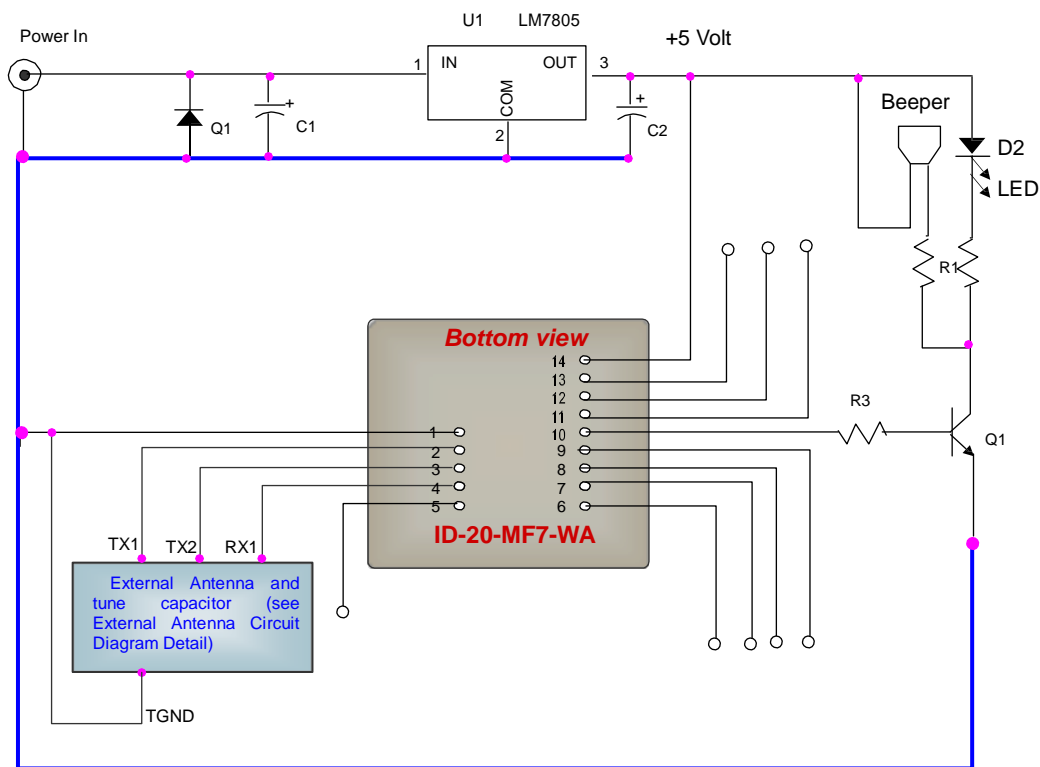 U1 LM7805
Power In
+5 Volt
1 IN OUT 3
COM
2
+
Q1
C1
+
C2
Beeper
D2
LED
R1
Bottom view
14
13
12
11
10
9
8
7
6
1
2
3
4
5
ID-20-MF7-WA
R3
Q1
TX1 TX2 RX1
External Antenna and
tune capacitor (see
External Antenna Circuit
Diagram Detail)
TGND